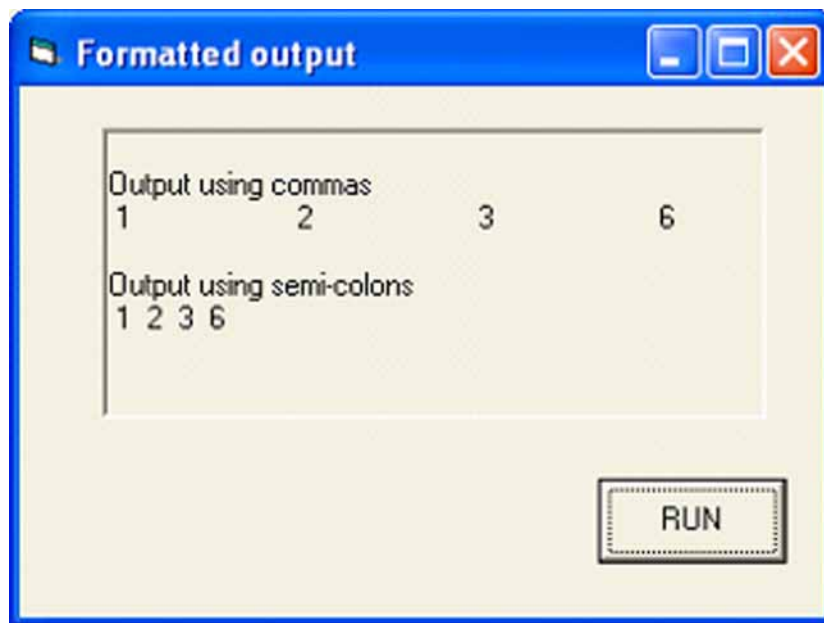 Formatted output
Output using commas
1 2 3 6
Output using semi-colons
1 2 3 6
RUN